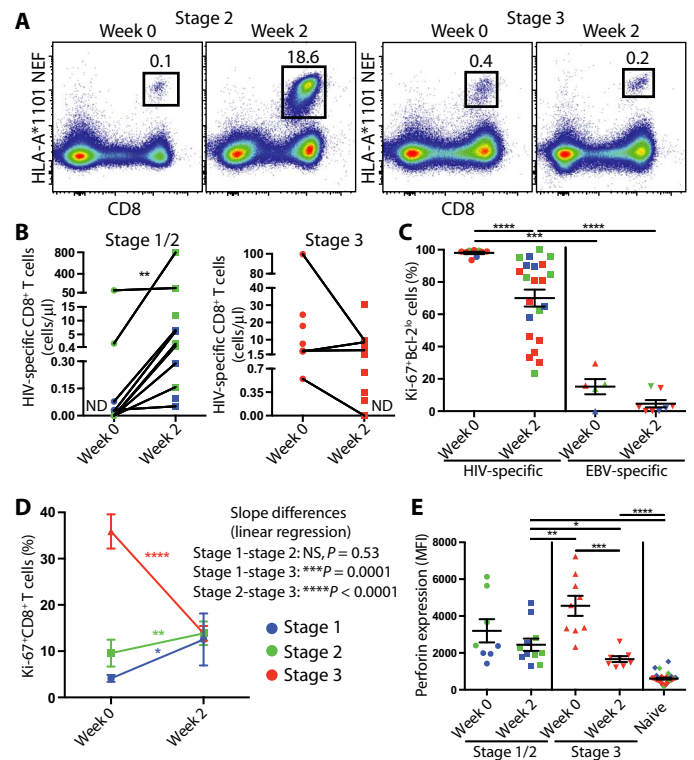 A
Stage 2
Stage 3
Week 0
Week 2
Week 0
Week 2
0.1
18.6
0.4
0.2
HLA-A*1101 NEF
HLA-A*1101 NEF
CD8
CD8
B
Stage 1/2
HIV-specific CD8+ T cells
(cells/μl)
800
400
50
15
12
5
0.4
0.30
0.15
0.00
**
ND
Week 0
Week 2
Stage 3
HIV-specific CD8+ T cells
(cells/μl)
100
80
60
40
30
20
10
1.5
0.7
0.0
ND
Week 0
Week 2
C
****
***
****
Ki-67+Bcl-2lo cells (%)
100
80
60
40
20
0
Week 0
Week 2
Week 0
Week 2
HIV-specific
EBV-specific
D
Ki-67+CD8+ T cells (%)
40
30
20
10
0
****
**
*
Week 0
Week 2
Slope differences
(linear regression)
Stage 1-stage 2: NS, P = 0.53
Stage 1-stage 3: ***P = 0.0001
Stage 2-stage 3: ****P < 0.0001
Stage 1
Stage 2
Stage 3
E
****
*
**
***
Perforin expression (MFI)
8000
6000
4000
2000
0
Week 0
Week 2
Week 0
Week 2
Naive
Stage 1/2
Stage 3